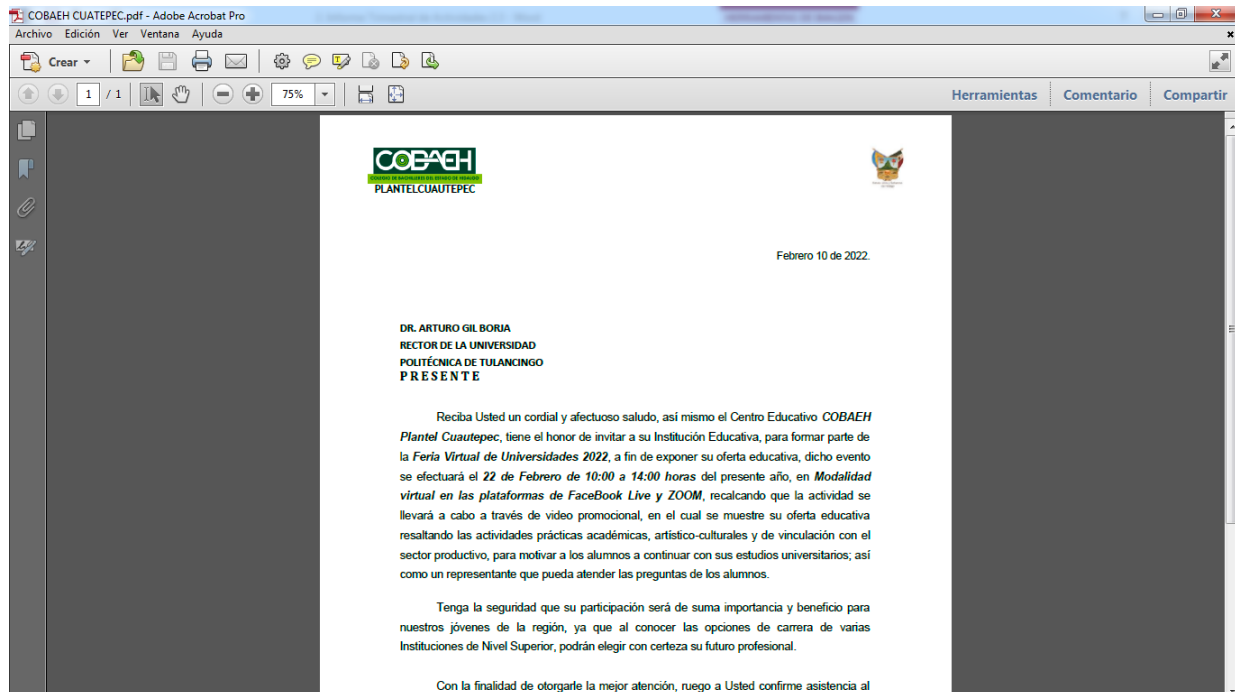 COBAEH CUATEPEC.pdf - Adobe Acrobat Pro
Archivo Edición Ver Ventana Ayuda
Crear
1 / 1 75% Herramientas Comentario Compartir
COBAEH
COLEGIO DE BACHILLERES DEL ESTADO DE HIDALGO
PLANTELCUAUTEPEC
Febrero 10 de 2022.
DR. ARTURO GIL BORJA
RECTOR DE LA UNIVERSIDAD
POLITÉCNICA DE TULANCINGO
P R E S E N T E
Reciba Usted un cordial y afectuoso saludo, así mismo el Centro Educativo COBAEH
Plantel Cuautepec, tiene el honor de invitar a su Institución Educativa, para formar parte de
la Feria Virtual de Universidades 2022, a fin de exponer su oferta educativa, dicho evento
se efectuará el 22 de Febrero de 10:00 a 14:00 horas del presente año, en Modalidad
virtual en las plataformas de FaceBook Live y ZOOM, recalcando que la actividad se
llevará a cabo a través de video promocional, en el cual se muestre su oferta educativa
resaltando las actividades prácticas académicas, artístico-culturales y de vinculación con el
sector productivo, para motivar a los alumnos a continuar con sus estudios universitarios; así
como un representante que pueda atender las preguntas de los alumnos.
Tenga la seguridad que su participación será de suma importancia y beneficio para
nuestros jóvenes de la región, ya que al conocer las opciones de carrera de varias
Instituciones de Nivel Superior, podrán elegir con certeza su futuro profesional.
Con la finalidad de otorgarle la mejor atención, ruego a Usted confirme asistencia al